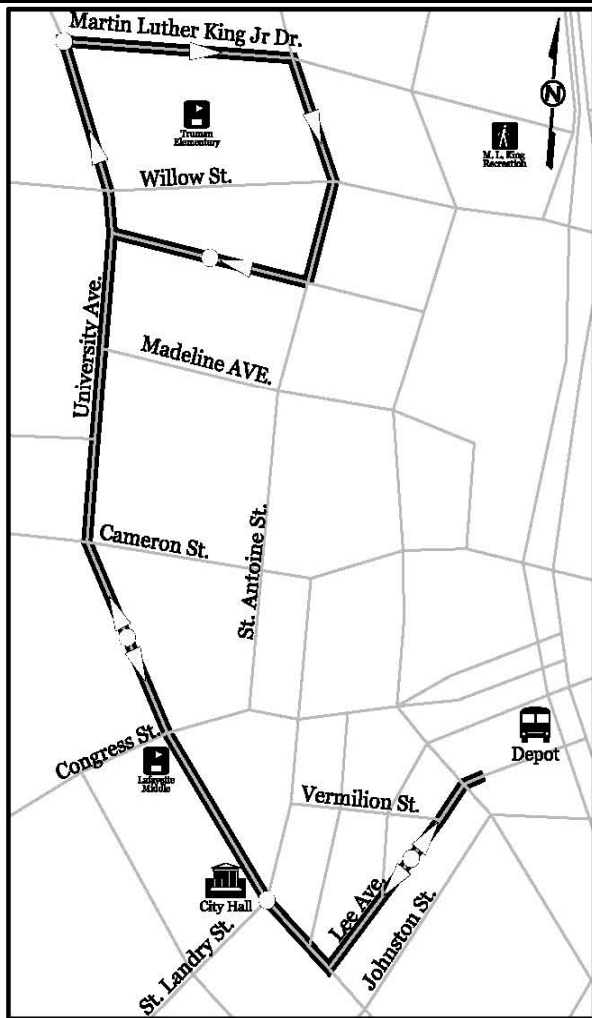 Martin Luther King Jr Dr.
N
Truman
Elementary
M. L. King
Recreation
Willow St.
University Ave.
Madeline AVE.
Cameron St.
St. Antoine St.
Congress St.
Lafayette
Middle
Depot
Vermilion St.
City Hall
Lee Ave.
Johnston St.
St. Landry St.